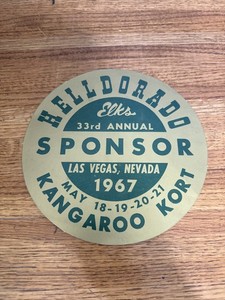 HELLDORADO
Elks
33rd ANNUAL
SPONSOR
LAS VEGAS, NEVADA
1967
MAY 18-19-20-21
KANGAROO KORT